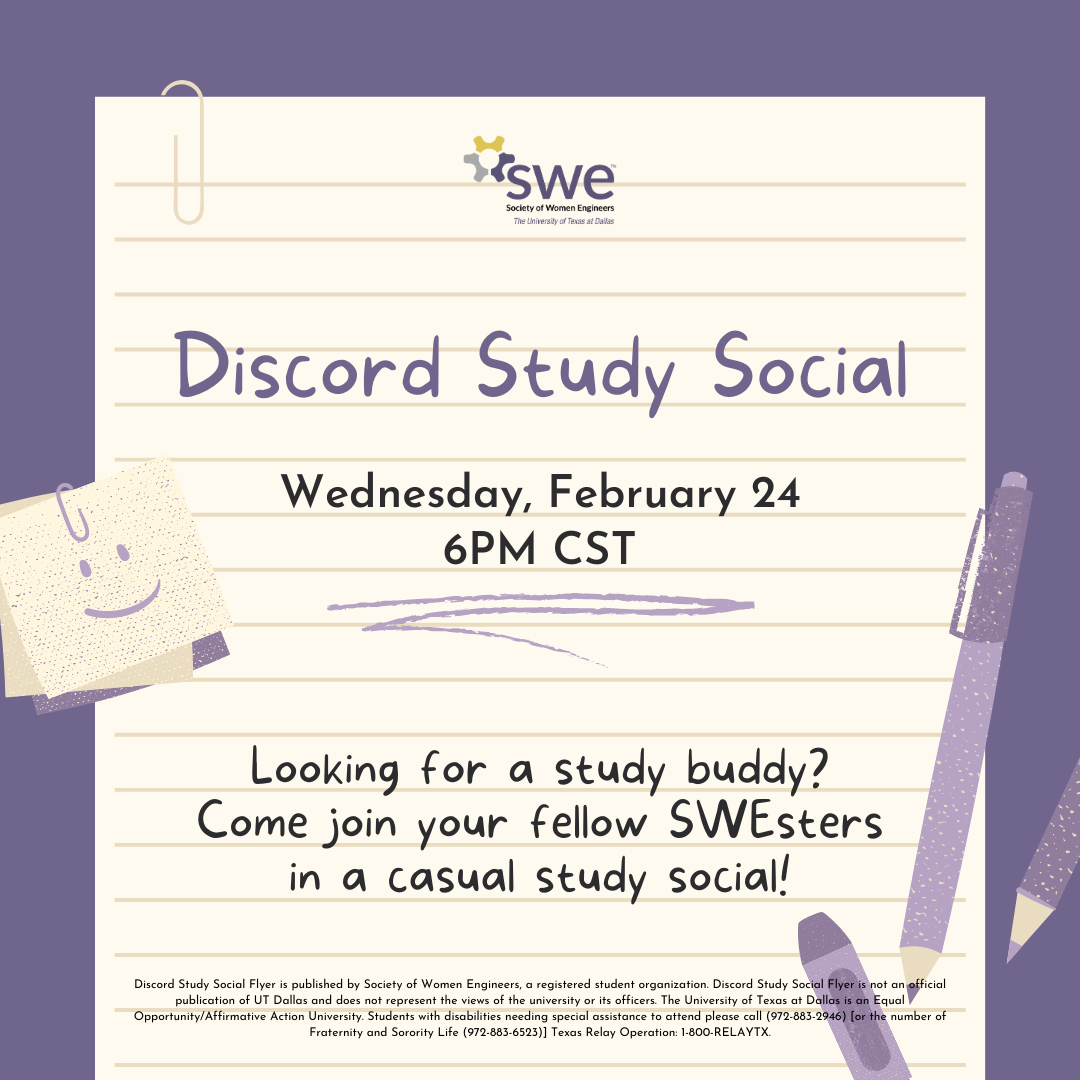 swe™
Society of Women Engineers
The University of Texas at Dallas
Discord Study Social
Wednesday, February 24
6PM CST
Looking for a study buddy?
Come join your fellow SWEsters
in a casual study social!
Discord Study Social Flyer is published by Society of Women Engineers, a registered student organization. Discord Study Social Flyer is not an official
publication of UT Dallas and does not represent the views of the university or its officers. The University of Texas at Dallas is an Equal
Opportunity/Affirmative Action University. Students with disabilities needing special assistance to attend please call (972-883-2946) [or the number of
Fraternity and Sorority Life (972-883-6523)] Texas Relay Operation: 1-800-RELAYTX.